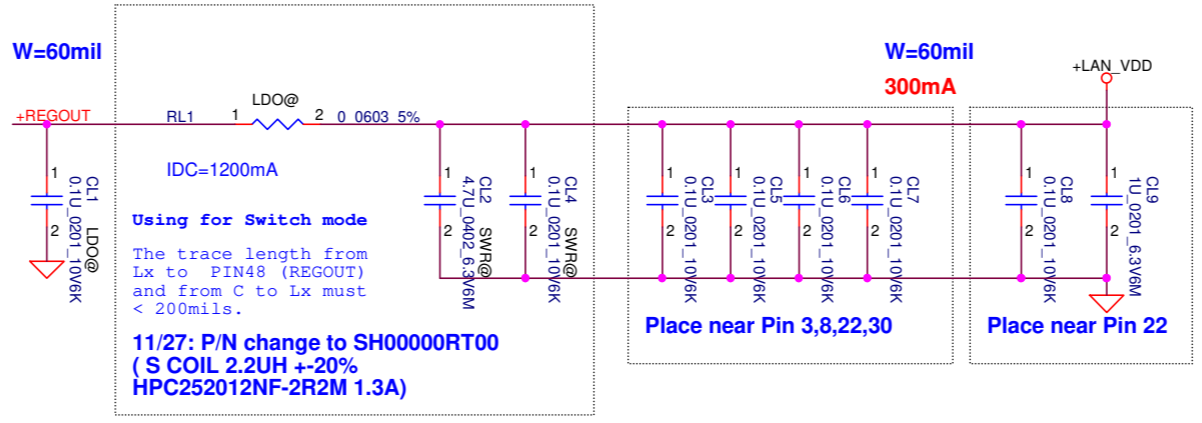 W=60mil
W=60mil
300mA
+LAN_VDD
+REGOUT
RL1
1
LDO@
2
0_0603_5%
IDC=1200mA
Using for Switch mode
The trace length from
Lx to PIN48 (REGOUT)
and from C to Lx must
< 200mils.
11/27: P/N change to SH00000RT00
( S COIL 2.2UH +-20%
HPC252012NF-2R2M 1.3A)
1
2
CL1
0.1U_0201_10V6K
LDO@
1
2
CL2
4.7U_0402_6.3V6M
SWR@
1
2
CL4
0.1U_0201_10V6K
SWR@
1
2
CL3
0.1U_0201_10V6K
1
2
CL5
0.1U_0201_10V6K
1
2
CL6
0.1U_0201_10V6K
1
2
CL7
0.1U_0201_10V6K
Place near Pin 3,8,22,30
1
2
CL8
0.1U_0201_10V6K
1
2
CL9
1U_0201_6.3V6M
Place near Pin 22